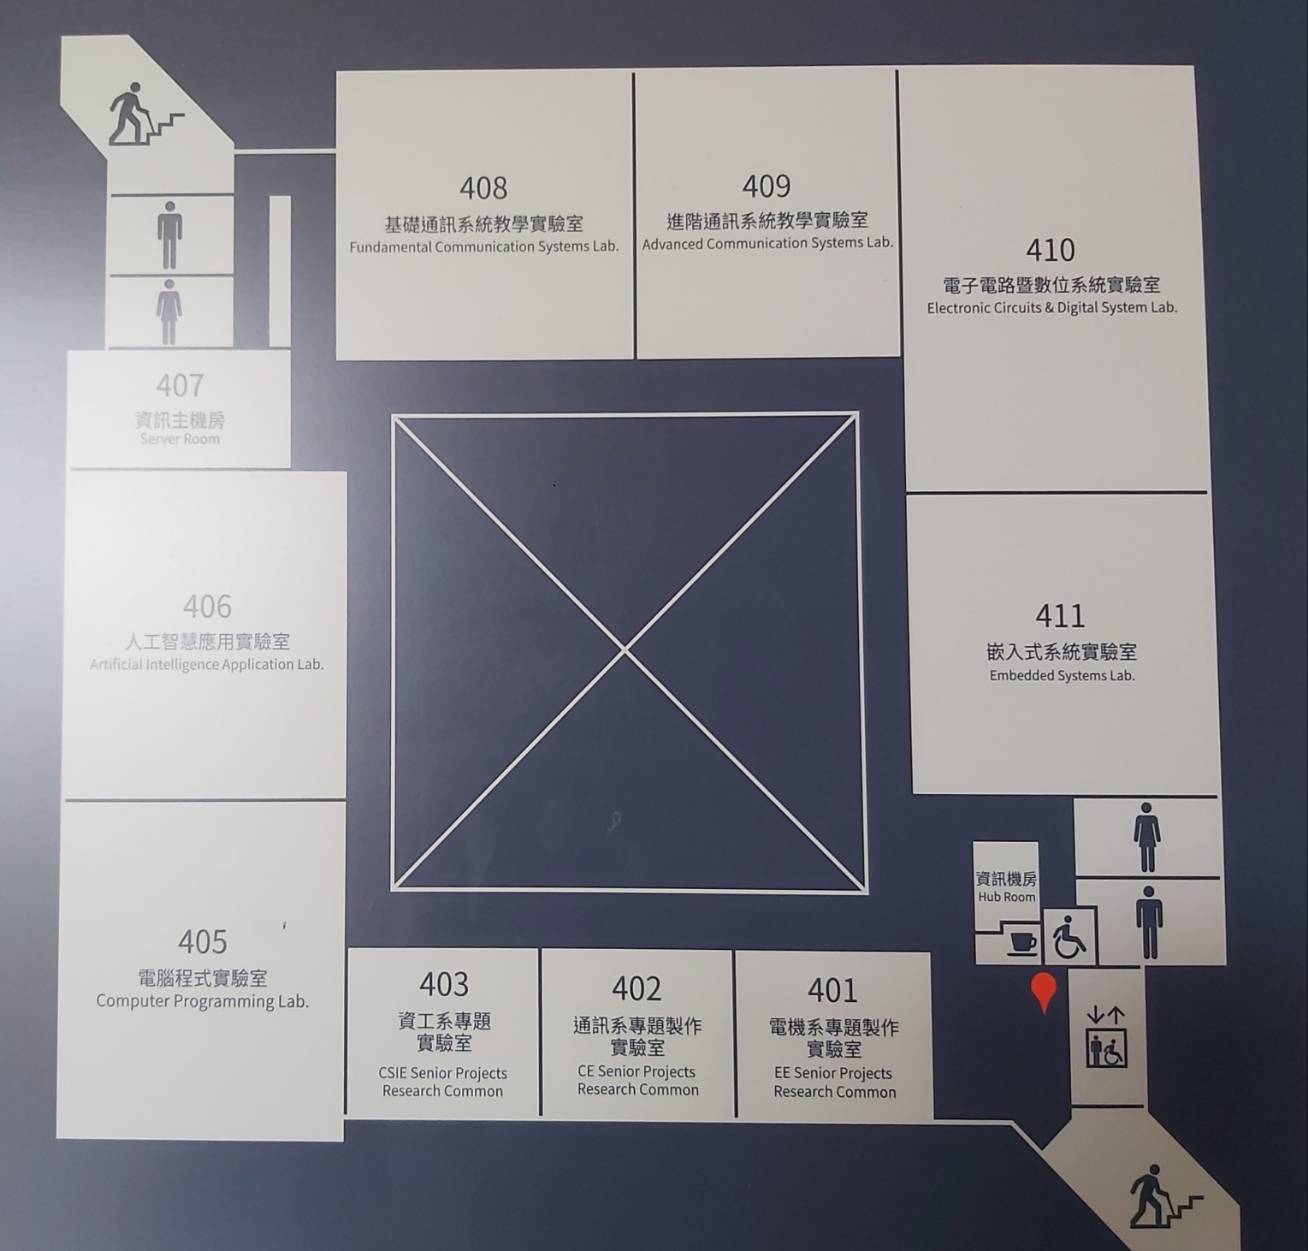 408
基礎通訊系統教學實驗室
Fundamental Communication Systems Lab.
409
進階通訊系統教學實驗室
Advanced Communication Systems Lab.
410
電子電路暨數位系統實驗室
Electronic Circuits & Digital System Lab.
407
資訊主機房
Server Room
406
人工智慧應用實驗室
Artificial Intelligence Application Lab.
411
嵌入式系統實驗室
Embedded Systems Lab.
資訊機房
Hub Room
405
電腦程式實驗室
Computer Programming Lab.
403
資工系專題
實驗室
CSIE Senior Projects
Research Common
402
通訊系專題製作
實驗室
CE Senior Projects
Research Common
401
電機系專題製作
實驗室
EE Senior Projects
Research Common